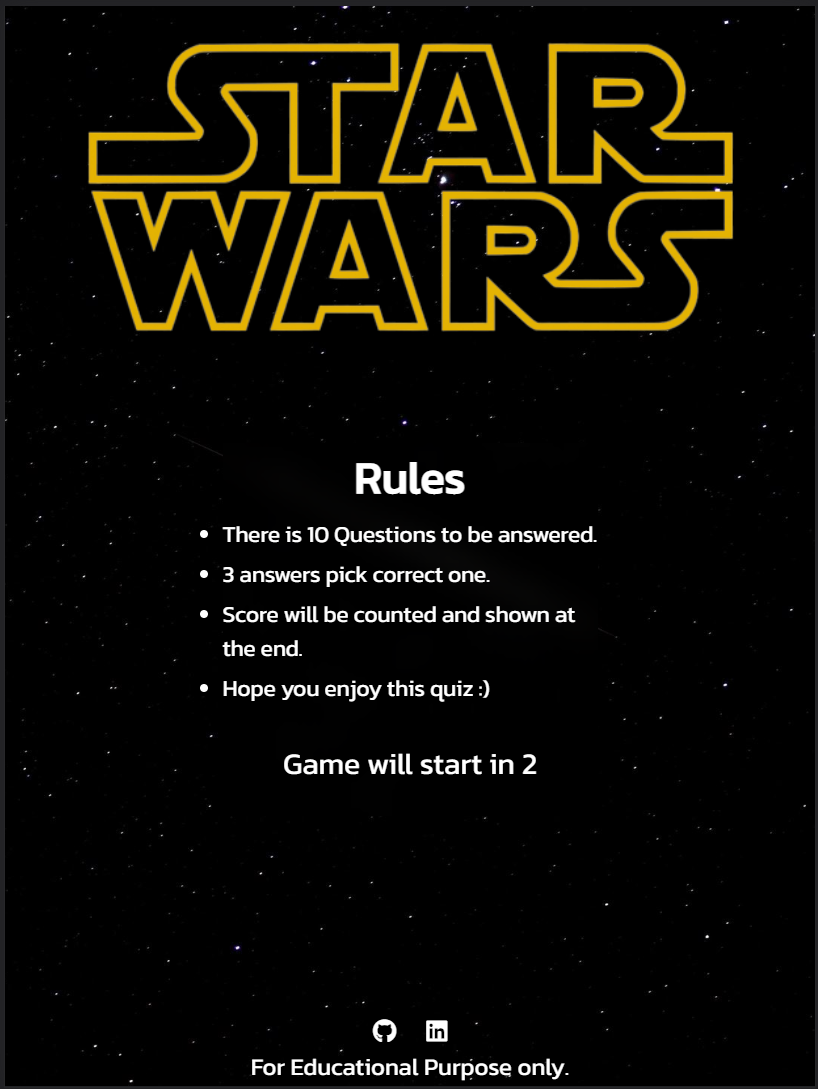 STAR
WARS
Rules
There is 10 Questions to be answered.
3 answers pick correct one.
Score will be counted and shown at
the end.
Hope you enjoy this quiz :)
Game will start in 2
in
For Educational Purpose only.